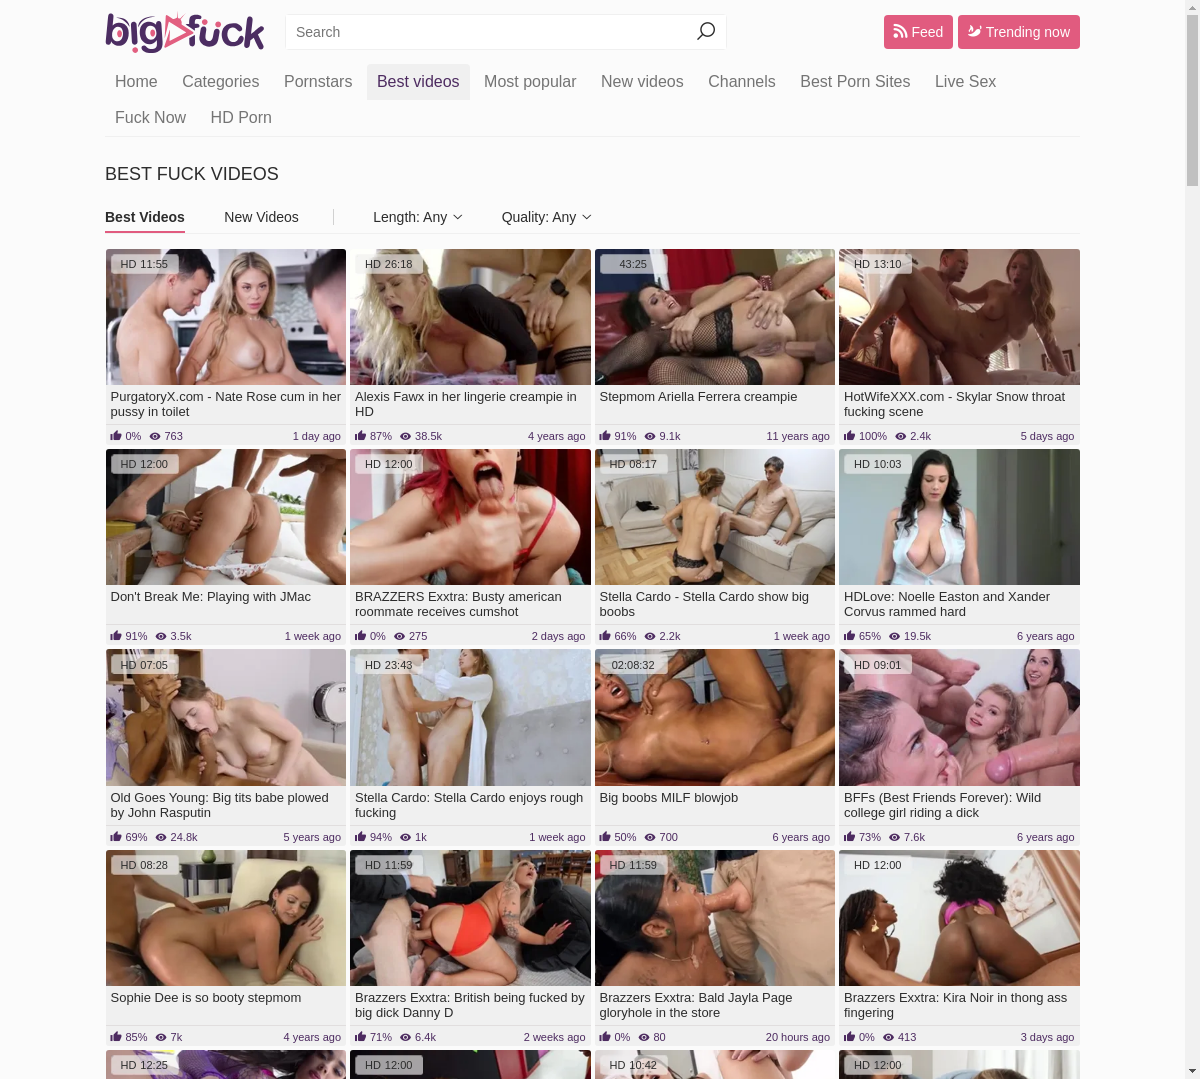 bigfuck
Search
Feed
Trending now
Home Categories Pornstars Best videos Most popular New videos Channels Best Porn Sites Live Sex
Fuck Now HD Porn
BEST FUCK VIDEOS
Best Videos New Videos Length: Any Quality: Any
HD 11:55
HD 26:18
43:25
HD 13:10
PurgatoryX.com - Nate Rose cum in her
pussy in toilet
Alexis Fawx in her lingerie creampie in
HD
Stepmom Ariella Ferrera creampie
HotWifeXXX.com - Skylar Snow throat
fucking scene
0% 763 1 day ago
87% 38.5k 4 years ago
91% 9.1k 11 years ago
100% 2.4k 5 days ago
HD 12:00
HD 12:00
HD 08:17
HD 10:03
Don't Break Me: Playing with JMac
BRAZZERS Exxtra: Busty american
roommate receives cumshot
Stella Cardo - Stella Cardo show big
boobs
HDLove: Noelle Easton and Xander
Corvus rammed hard
91% 3.5k 1 week ago
0% 275 2 days ago
66% 2.2k 1 week ago
65% 19.5k 6 years ago
HD 07:05
HD 23:43
02:08:32
HD 09:01
Old Goes Young: Big tits babe plowed
by John Rasputin
Stella Cardo: Stella Cardo enjoys rough
fucking
Big boobs MILF blowjob
BFFs (Best Friends Forever): Wild
college girl riding a dick
69% 24.8k 5 years ago
94% 1k 1 week ago
50% 700 6 years ago
73% 7.6k 6 years ago
HD 08:28
HD 11:59
HD 11:59
HD 12:00
Sophie Dee is so booty stepmom
Brazzers Exxtra: British being fucked by
big dick Danny D
Brazzers Exxtra: Bald Jayla Page
gloryhole in the store
Brazzers Exxtra: Kira Noir in thong ass
fingering
85% 7k 4 years ago
71% 6.4k 2 weeks ago
0% 80 20 hours ago
0% 413 3 days ago
HD 12:25
HD 12:00
HD 10:42
HD 12:00